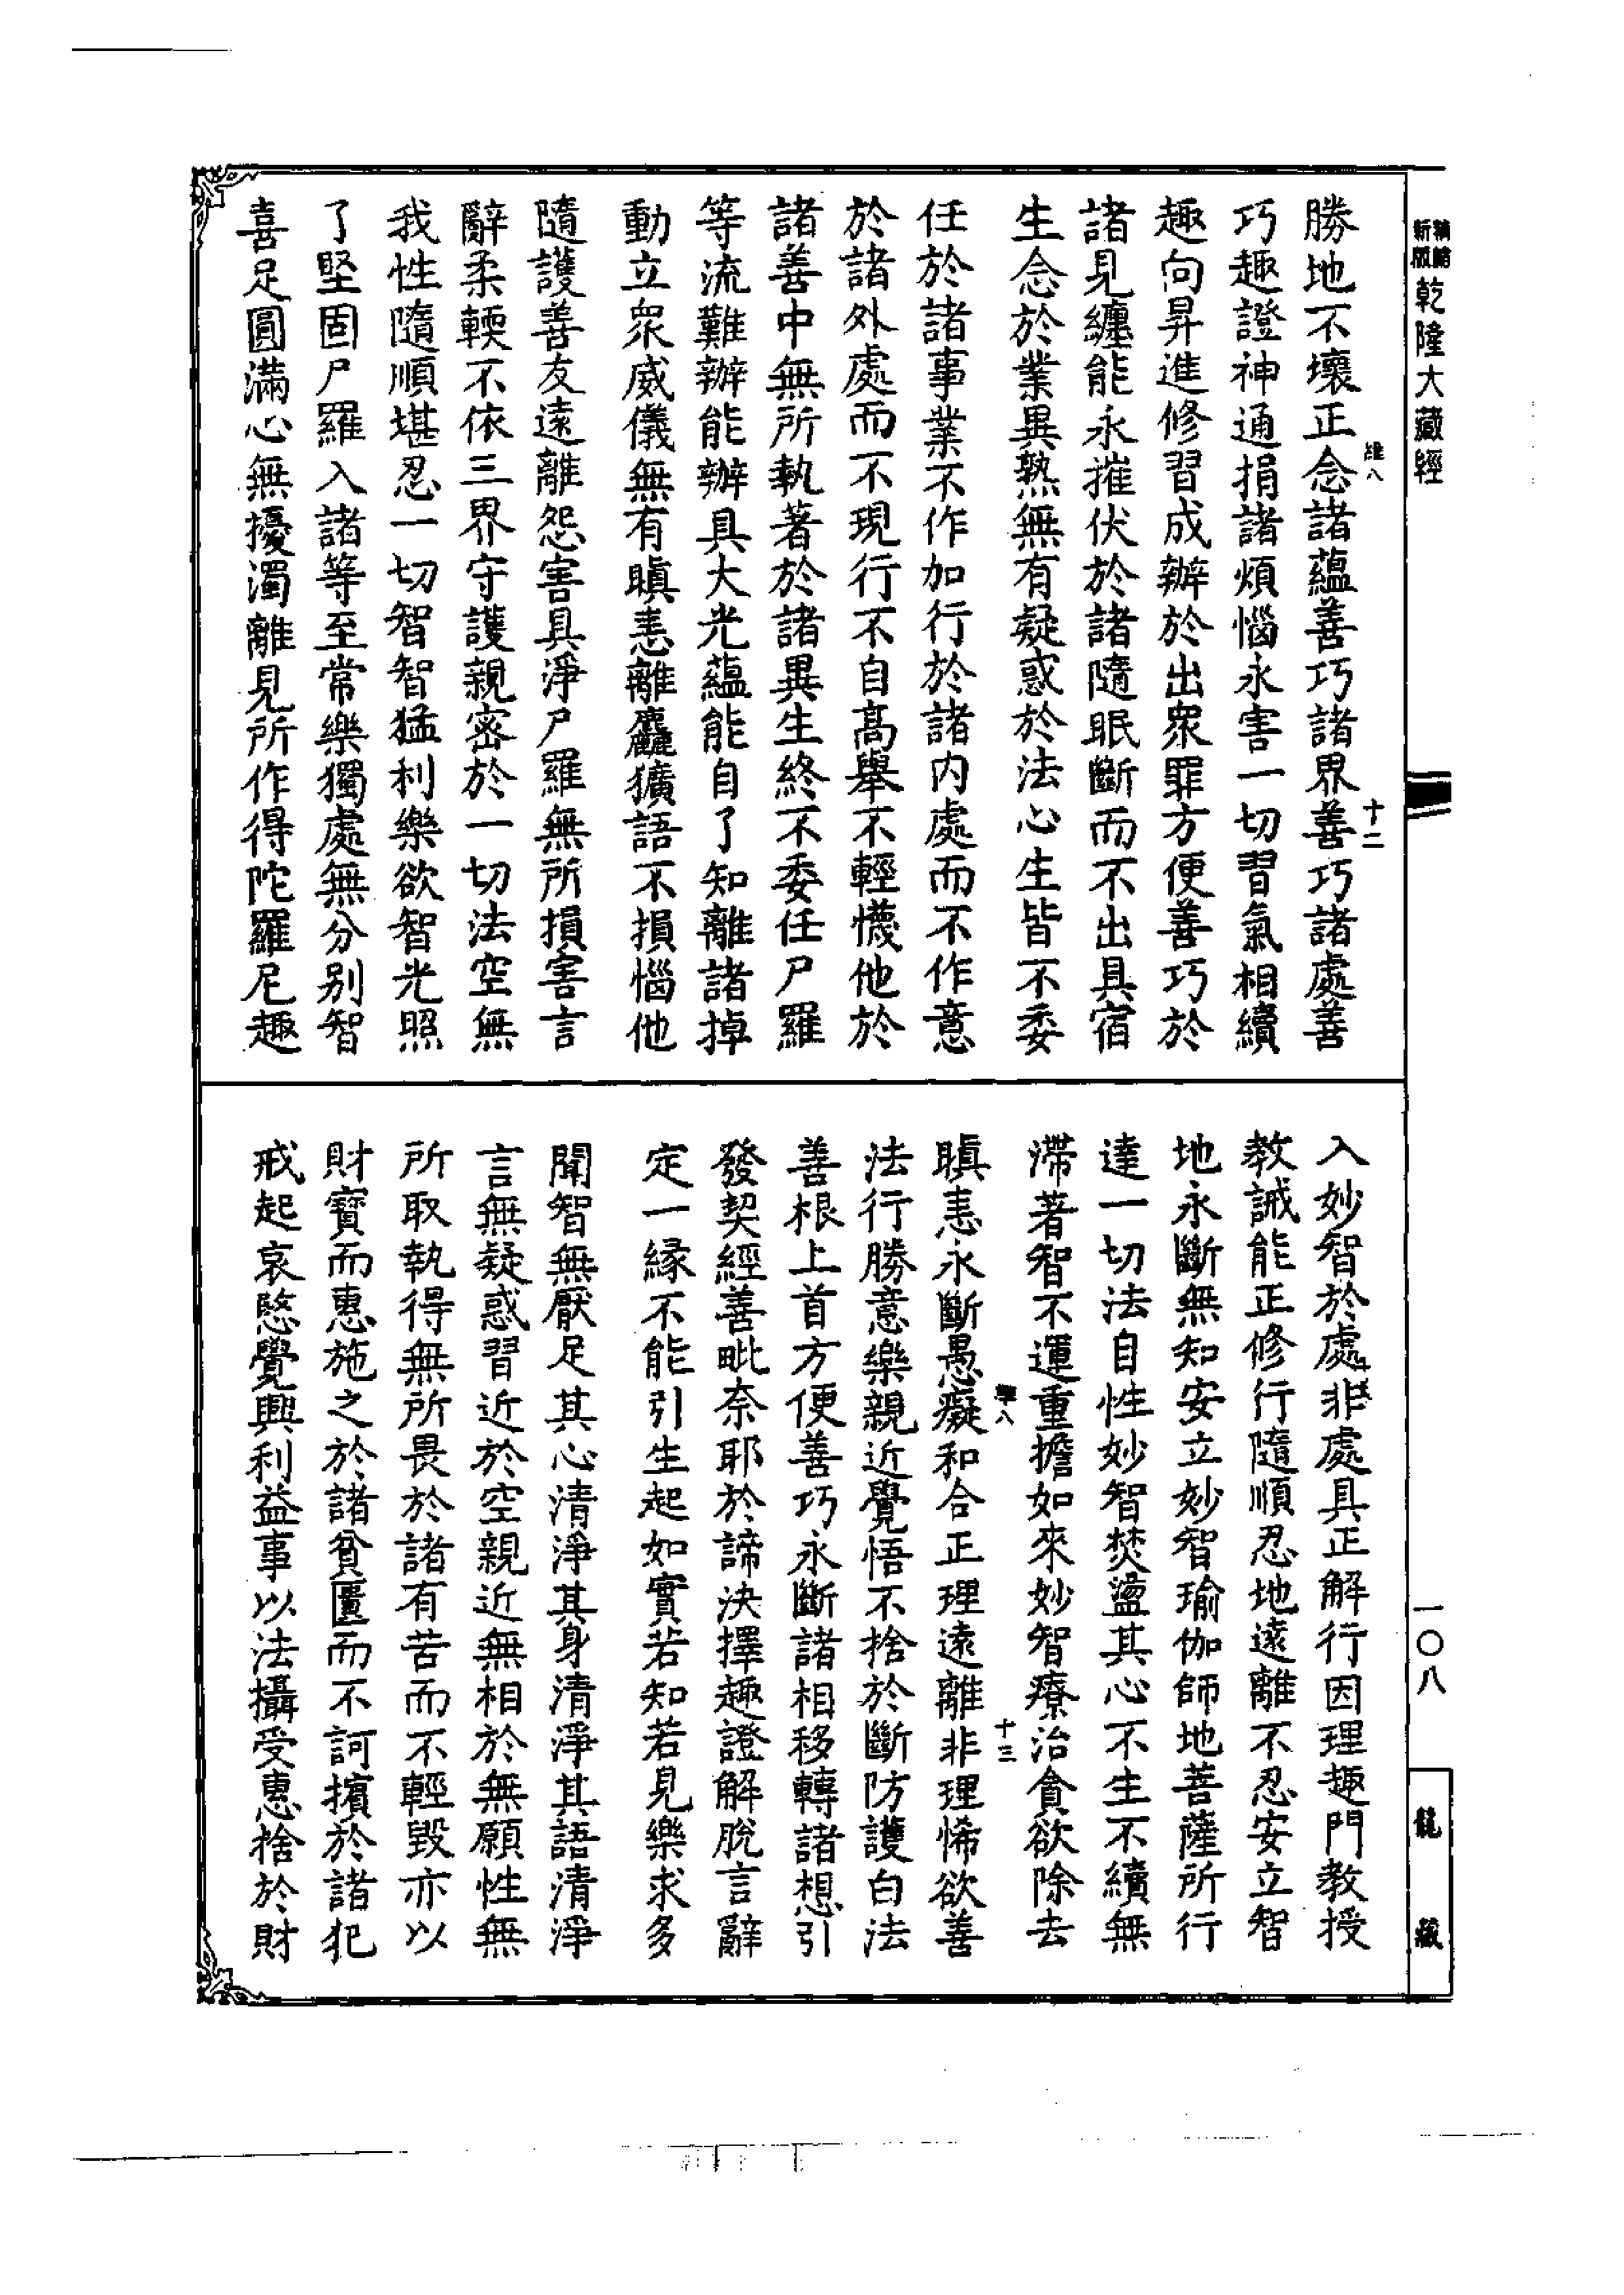 乾隆大藏經
勝地不壞正念諸蘊善巧諸界善巧諸處善
巧趣證神通捐諸煩惱永害一切習氣相續
趣向昇進修習成辦於出衆罪方便善巧於
諸見纏能永摧伏於諸隨眠斷而不出具宿
生念於業異熟無有疑惑於法心生皆不委
任於諸事業不作加行於諸内處而不作意
於諸外處而不現行不自高舉不輕懱他於
諸善中無所執著於諸異生終不委任尸羅
等流難辦能辦具大光蘊能自了知離諸掉
動立衆威儀無有瞋恚離麤獷語不損惱他
隨護善友遠離怨害具淨尸羅無所損害言
辭柔輭不依三界守護親密於一切法空無
我性隨順堪忍一切智智猛利樂欲智光照
了堅固尸羅入諸等至常樂獨處無分別智
喜足圓滿心無擾濁離見所作得陀羅尼趣
十二
入妙智於處非處具正解行因理趣門教授
教誡能正修行隨順忍地遠離不忍安立智
地永斷無知安立妙智瑜伽師地菩薩所行
達一切法自性妙智焚盪其心不生不續無
滯著智不運重擔如來妙智療治貪欲除去
瞋恚永斷愚癡和合正理遠離非理悕欲善
法行勝意樂親近覺悟不捨於斷防護白法
善根上首方便善巧永斷諸相移轉諸想引
發契經善毗奈耶於諦決擇趣證解脫言辭
定一緣不能引生起如實若知若見樂求多
聞智無厭足其心清淨其身清淨其語清淨
言無疑惑習近於空親近無相於無願性無
所取執得無所畏於諸有苦而不輕毀亦以
財寶而惠施之於諸貧匱而不訶擯於諸犯
戒起哀愍覺興利益事以法攝受惠捨於財
十三
一〇八
龍藏